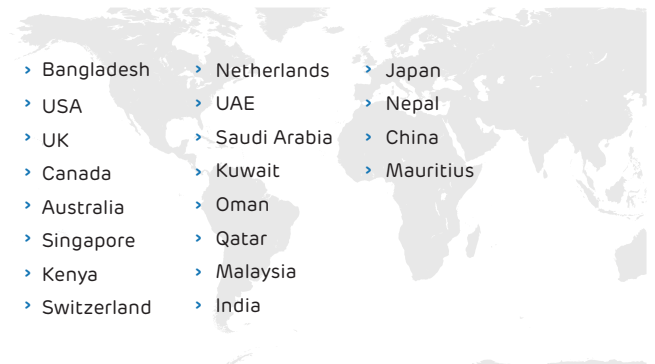 Bangladesh
USA
UK
Canada
Australia
Singapore
Kenya
Switzerland
Netherlands
UAE
Saudi Arabia
Kuwait
Oman
Qatar
Malaysia
India
Japan
Nepal
China
Mauritius